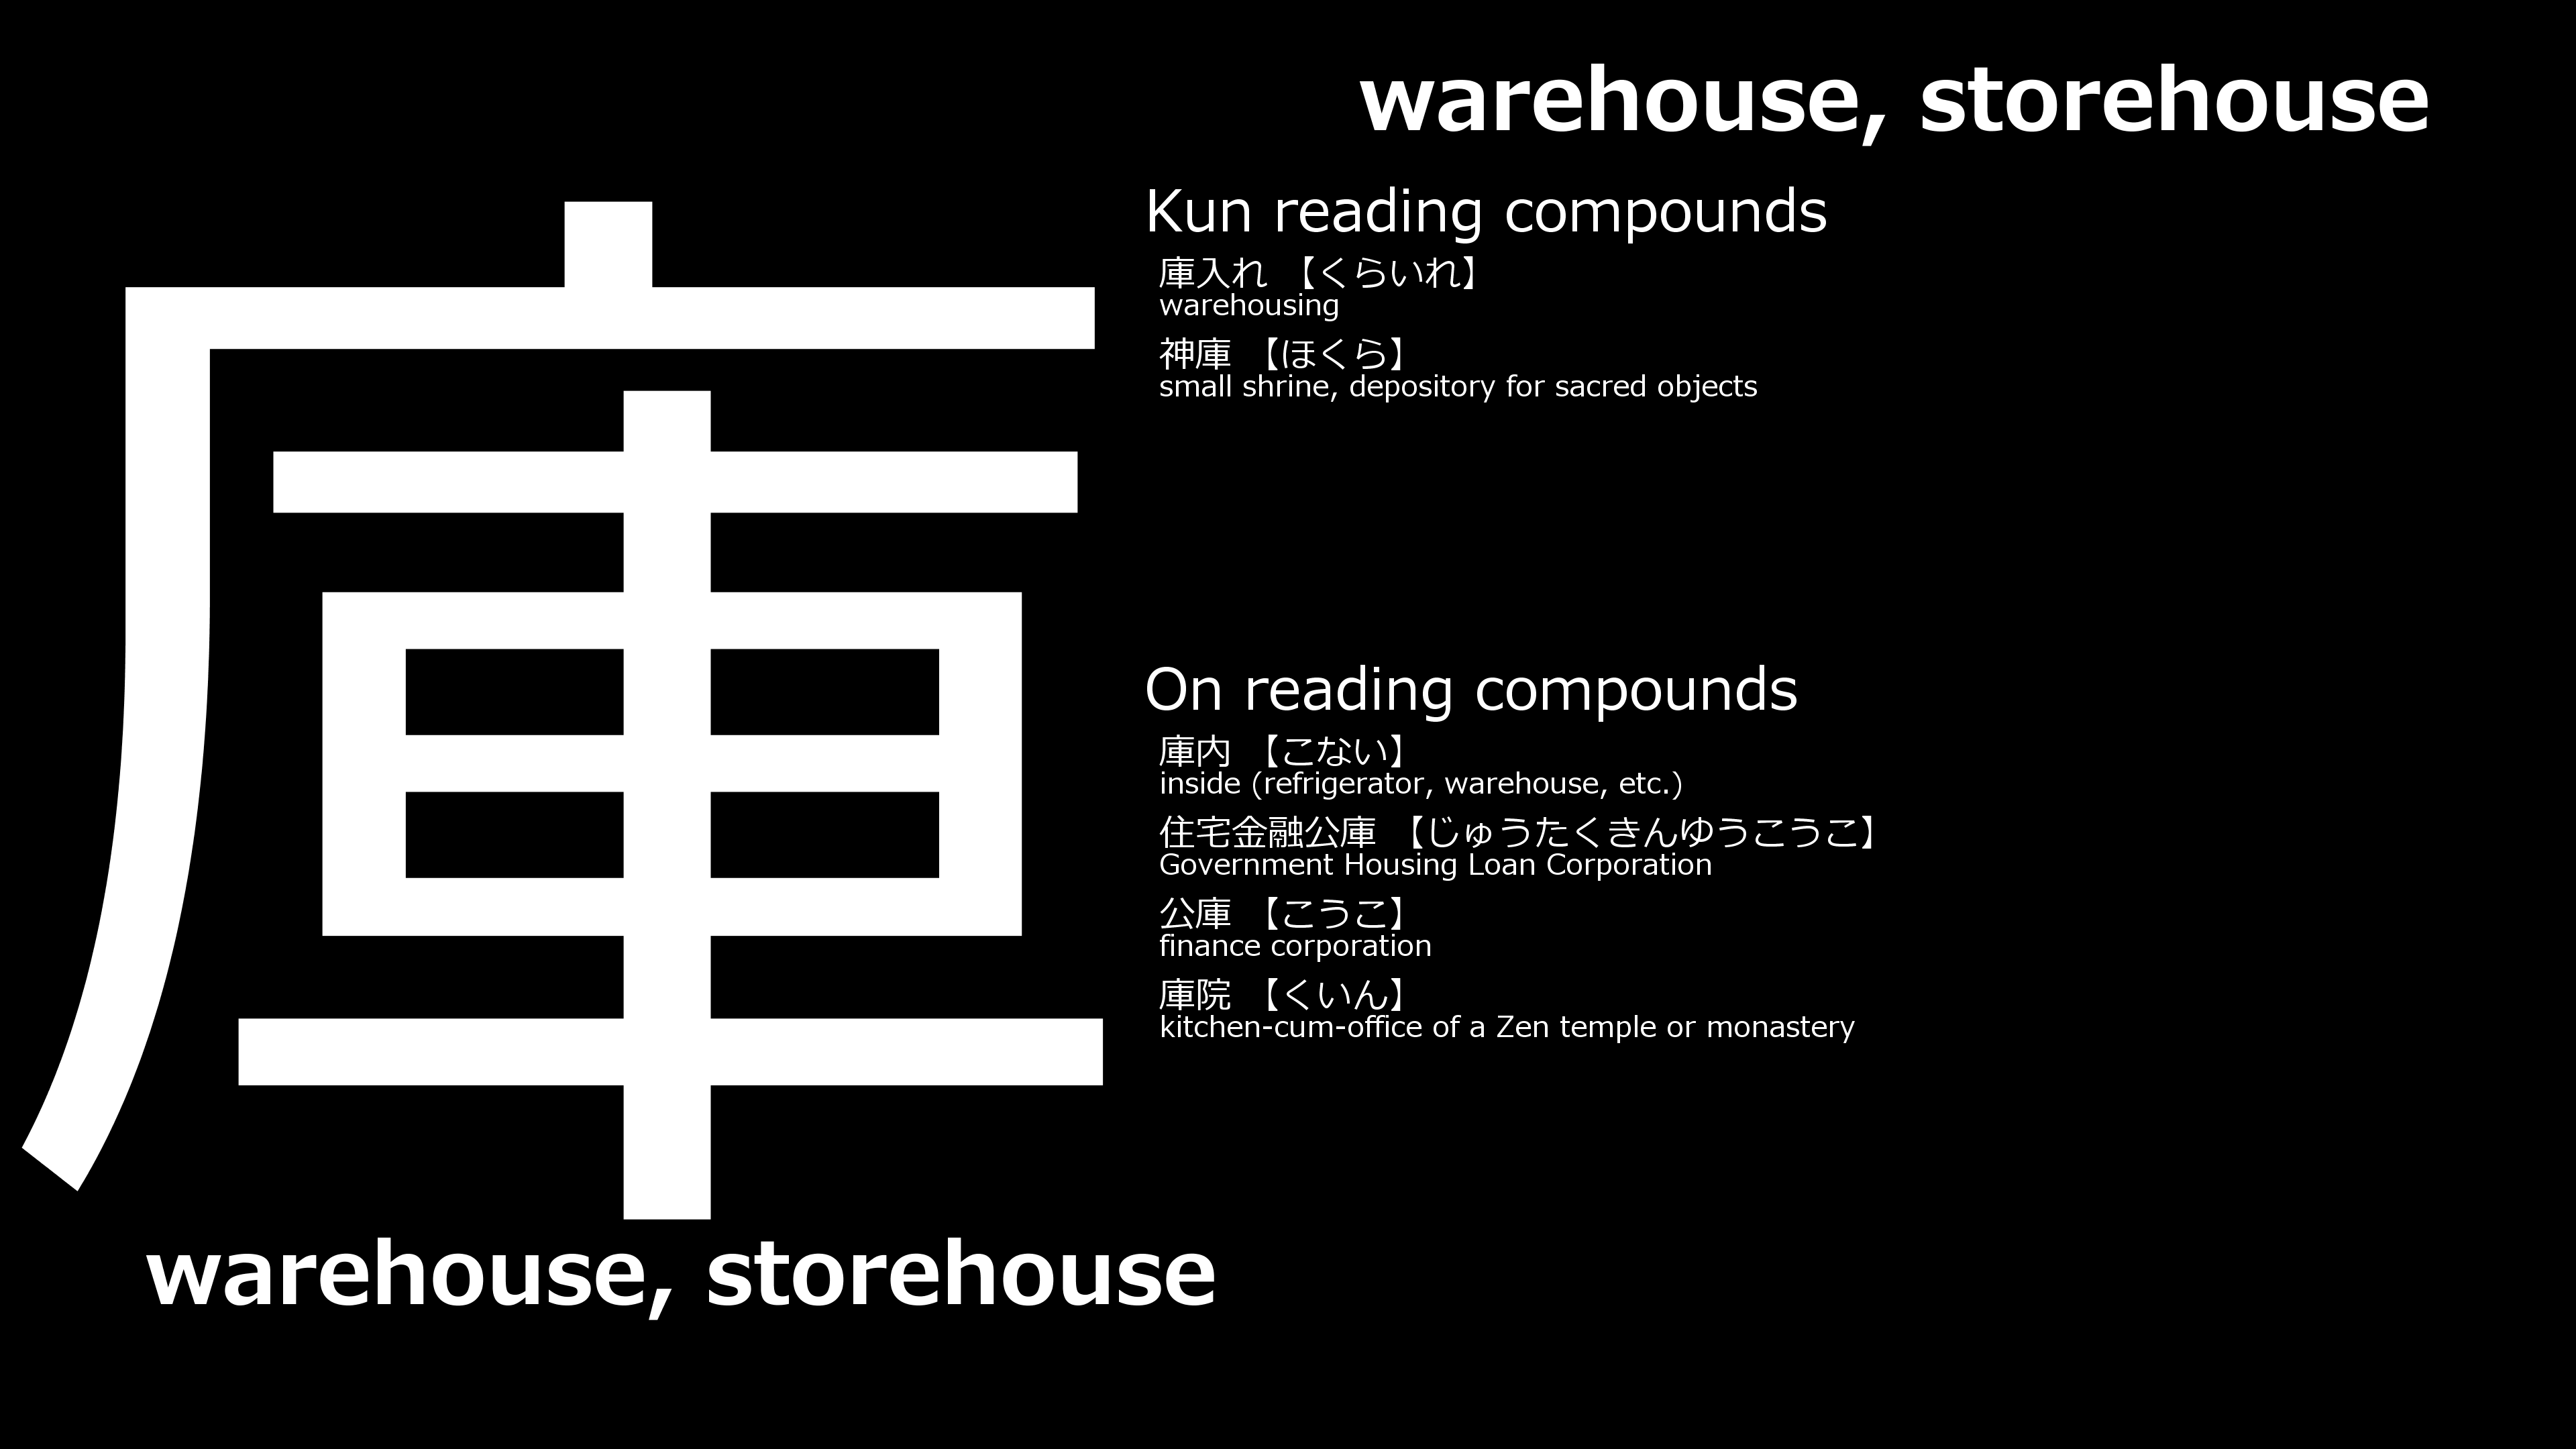 warehouse, storehouse
庫
warehouse, storehouse
Kun reading compounds
庫入れ 【くらいれ】
warehousing
神庫 【ほくら】
small shrine, depository for sacred objects
On reading compounds
庫内 【こない】
inside (refrigerator, warehouse, etc.)
住宅金融公庫 【じゅうたくきんゆうこうこ】
Government Housing Loan Corporation
公庫 【こうこ】
finance corporation
庫院 【くいん】
kitchen-cum-office of a Zen temple or monastery